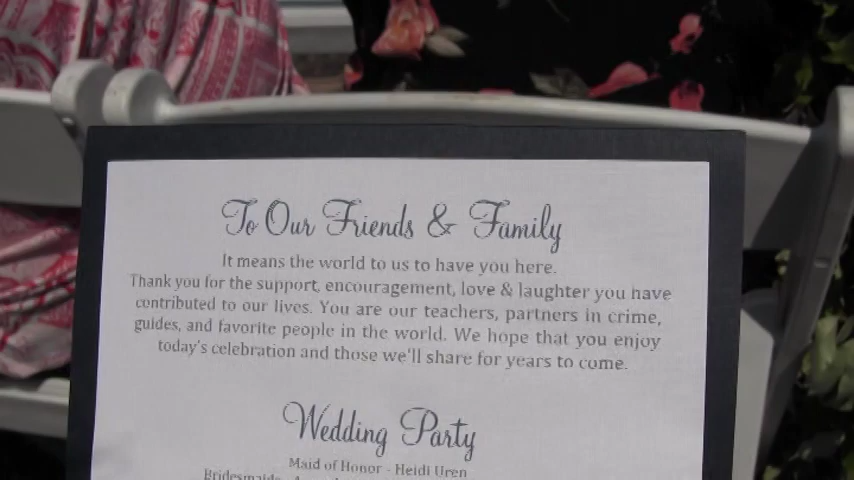 To Our Friends & Family
It means the world to us to have you here.
Thank you for the support, encouragement, love & laughter you have
contributed to our lives. You are our teachers, partners in crime,
guides, and favorite people in the world. We hope that you enjoy
today's celebration and those we'll share for years to come.
Wedding Party
Maid of Honor - Heidi Uren
Bridesmaids -